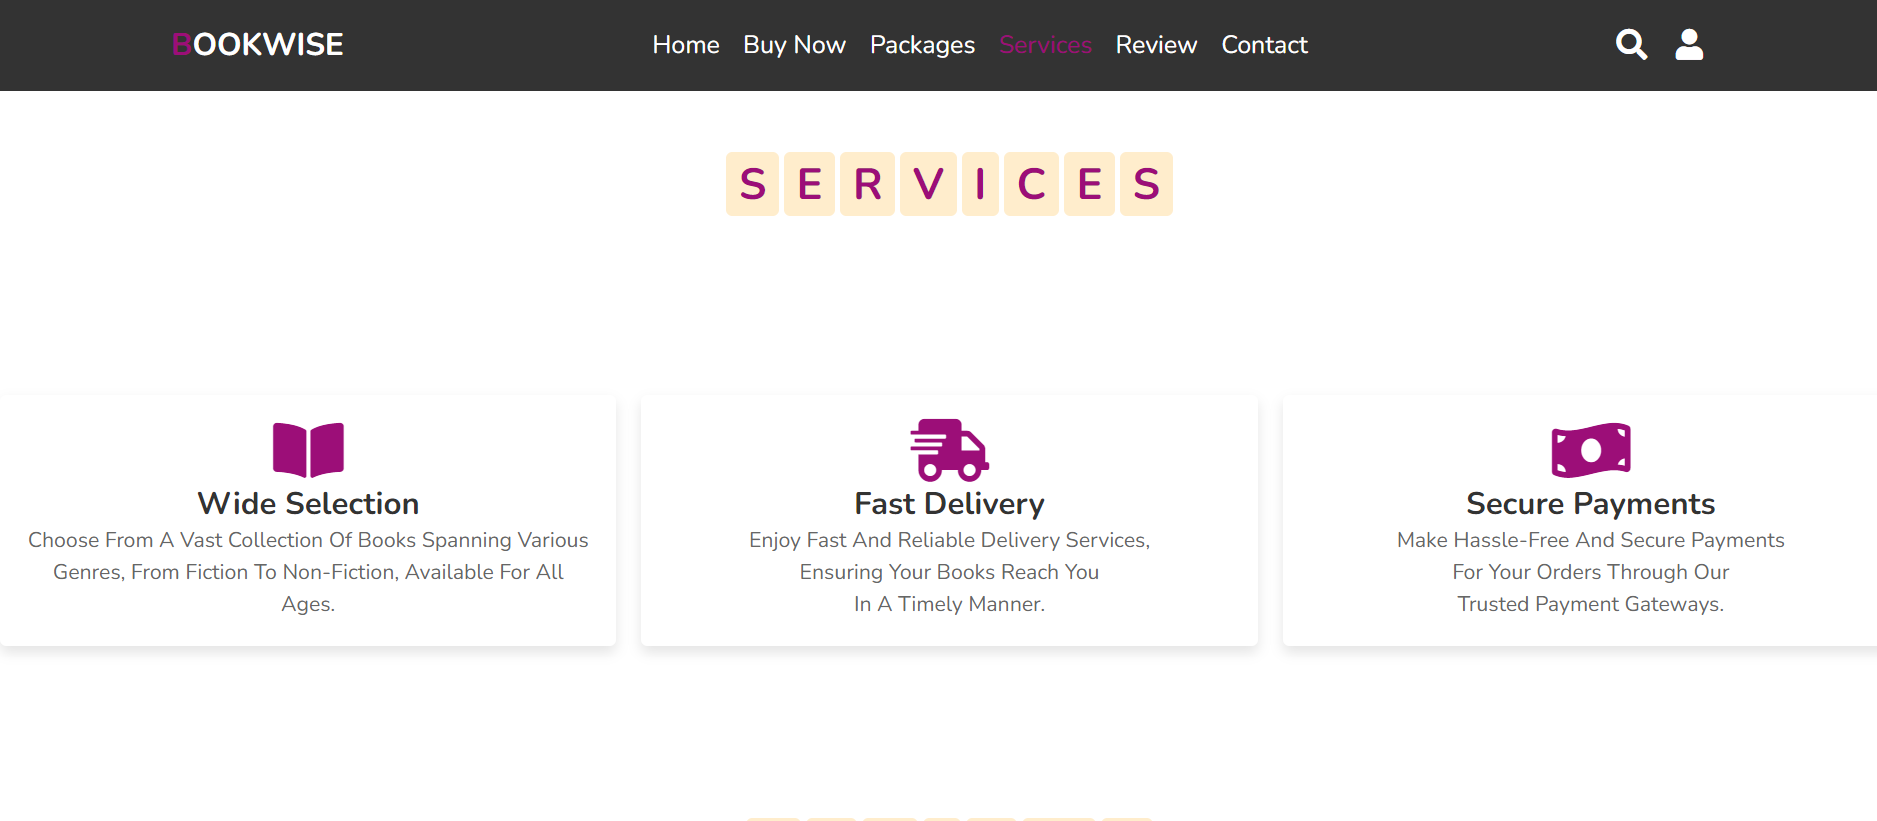 BOOKWISE
Home Buy Now Packages Services Review Contact
SERVICES
Wide Selection
Choose From A Vast Collection Of Books Spanning Various
Genres, From Fiction To Non-Fiction, Available For All
Ages.
Fast Delivery
Enjoy Fast And Reliable Delivery Services,
Ensuring Your Books Reach You
In A Timely Manner.
Secure Payments
Make Hassle-Free And Secure Payments
For Your Orders Through Our
Trusted Payment Gateways.